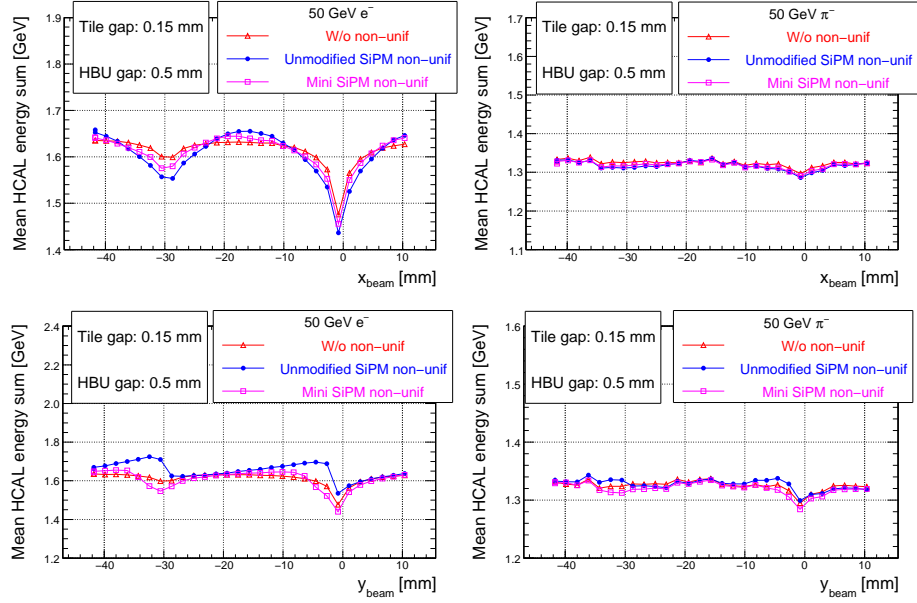 50 GeV e⁻
Tile gap: 0.15 mm
HBU gap: 0.5 mm
W/o non−unif
Unmodified SiPM non−unif
Mini SiPM non−unif
Mean HCAL energy sum [GeV]
1.9
1.8
1.7
1.6
1.5
1.4
−40 −30 −20 −10 0 10
x_beam [mm]
50 GeV π⁻
Tile gap: 0.15 mm
HBU gap: 0.5 mm
W/o non−unif
Unmodified SiPM non−unif
Mini SiPM non−unif
Mean HCAL energy sum [GeV]
1.7
1.6
1.5
1.4
1.3
1.2
1.1
−40 −30 −20 −10 0 10
x_beam [mm]
50 GeV e⁻
Tile gap: 0.15 mm
HBU gap: 0.5 mm
W/o non−unif
Unmodified SiPM non−unif
Mini SiPM non−unif
Mean HCAL energy sum [GeV]
2.4
2.2
2.0
1.8
1.6
1.4
1.2
−40 −30 −20 −10 0 10
y_beam [mm]
50 GeV π⁻
Tile gap: 0.15 mm
HBU gap: 0.5 mm
W/o non−unif
Unmodified SiPM non−unif
Mini SiPM non−unif
Mean HCAL energy sum [GeV]
1.6
1.5
1.4
1.3
1.2
−40 −30 −20 −10 0 10
y_beam [mm]